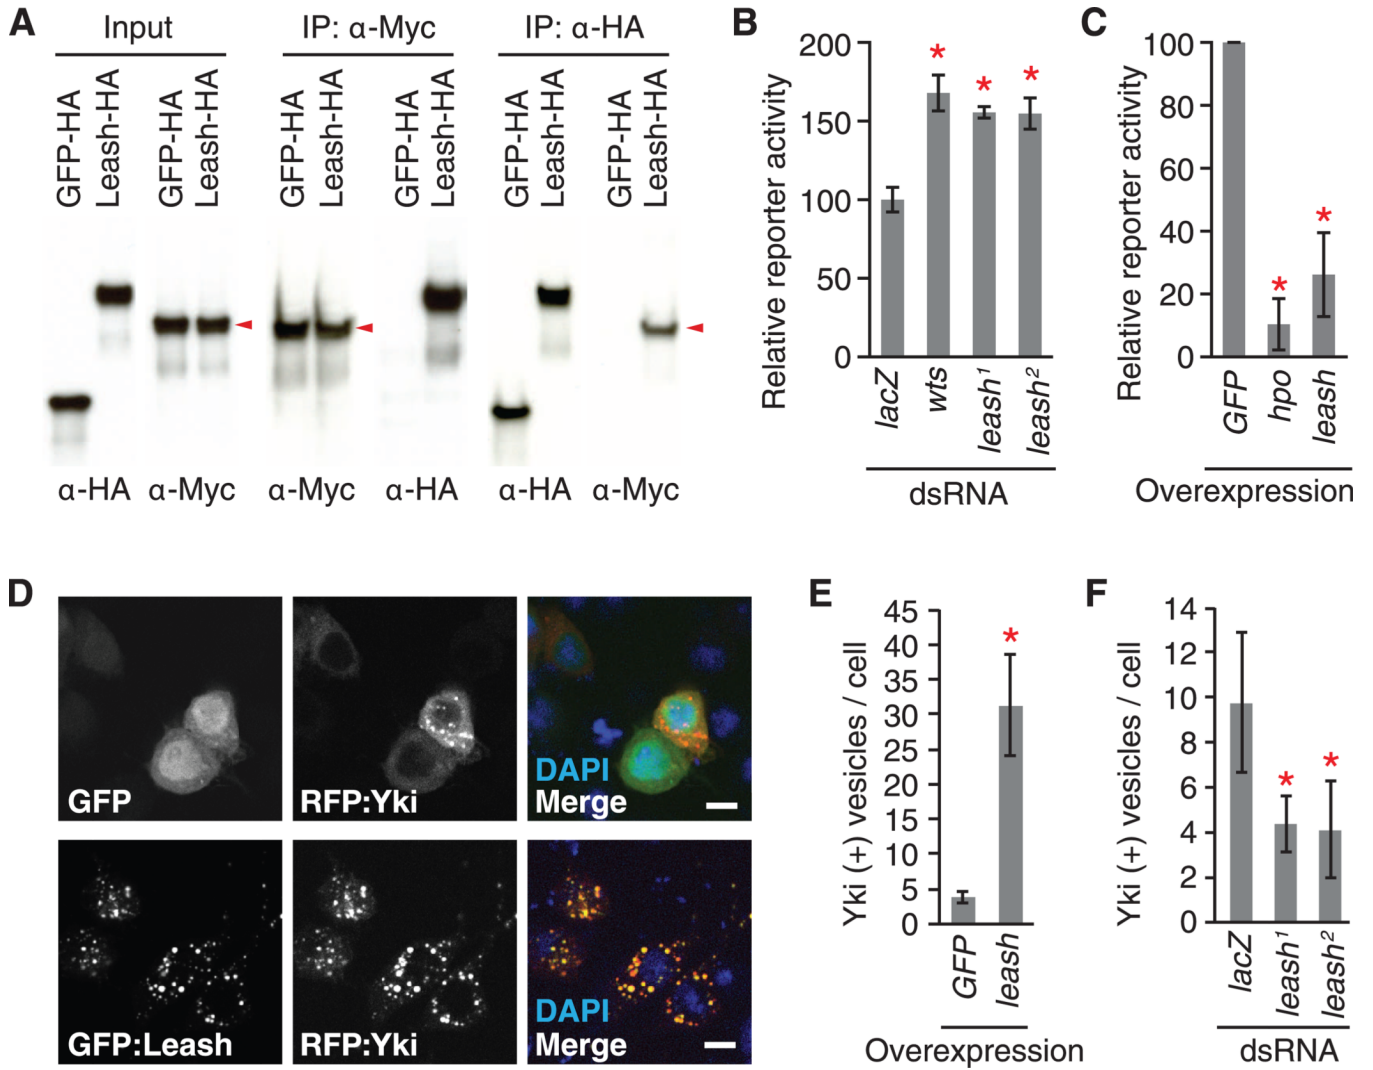 A
Input
IP: α-Myc
IP: α-HA
GFP-HA
Leash-HA
GFP-HA
Leash-HA
GFP-HA
Leash-HA
GFP-HA
Leash-HA
GFP-HA
Leash-HA
GFP-HA
Leash-HA
α-HA
α-Myc
α-Myc
α-HA
α-HA
α-Myc
B
Relative reporter activity
200
150
100
50
0
*
*
*
lacZ
wts
leash¹
leash²
dsRNA
C
Relative reporter activity
100
80
60
40
20
0
*
*
GFP
hpo
leash
Overexpression
D
GFP
RFP:Yki
DAPI
Merge
GFP:Leash
RFP:Yki
DAPI
Merge
E
Yki (+) vesicles / cell
45
40
35
30
25
20
15
10
5
0
*
GFP
leash
Overexpression
F
Yki (+) vesicles / cell
14
12
10
8
6
4
2
0
*
*
lacZ
leash¹
leash²
dsRNA